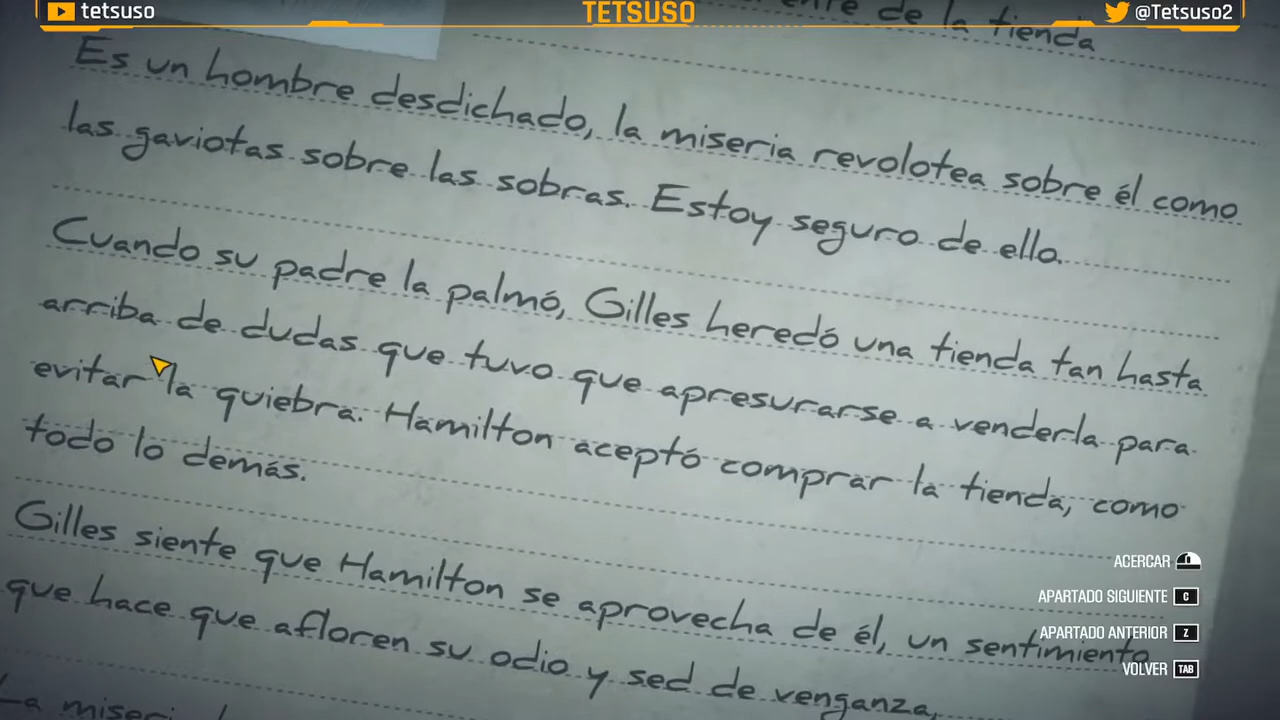 tetsuso
TETSUSO
@Tetsuso2
de la tienda
Es un hombre desdichado, la miseria revolotea sobre él como
las gaviotas sobre las sobras. Estoy seguro de ello.
Cuando su padre la palmó, Gilles heredó una tienda tan hasta
arriba de dudas que tuvo que apresurarse a venderla para
evitar la quiebra. Hamilton aceptó comprar la tienda, como
todo lo demás.
Gilles siente que Hamilton se aprovecha de él, un sentimiento
que hace que afloren su odio y sed de venganza,
La
ACERCAR
APARTADO SIGUIENTE C
APARTADO ANTERIOR Z
VOLVER TAB